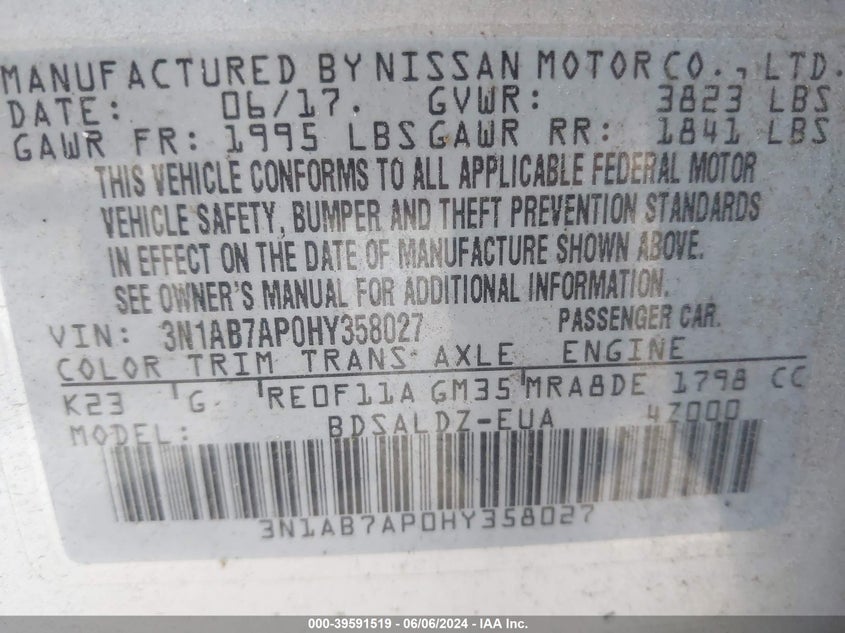 MANUFACTURED BY NISSAN MOTOR CO., LTD.
DATE: 06/17. GVWR: 3823 LBS
GAWR FR: 1995 LBS GAWR RR: 1841 LBS
THIS VEHICLE CONFORMS TO ALL APPLICABLE FEDERAL MOTOR
VEHICLE SAFETY, BUMPER AND THEFT PREVENTION STANDARDS
IN EFFECT ON THE DATE OF MANUFACTURE SHOWN ABOVE.
SEE OWNER'S MANUAL FOR ADDITIONAL INFORMATION.
VIN: 3N1AB7AP0HY358027 PASSENGER CAR.
COLOR TRIM TRANS AXLE ENGINE
K23 G RE0F11A GM35 MRA8DE 1798 CC
MODEL: BDSALDZ-EUA 4Z000
3N1AB7AP0HY358027
000-39591519 - 06/06/2024 - IAA Inc.